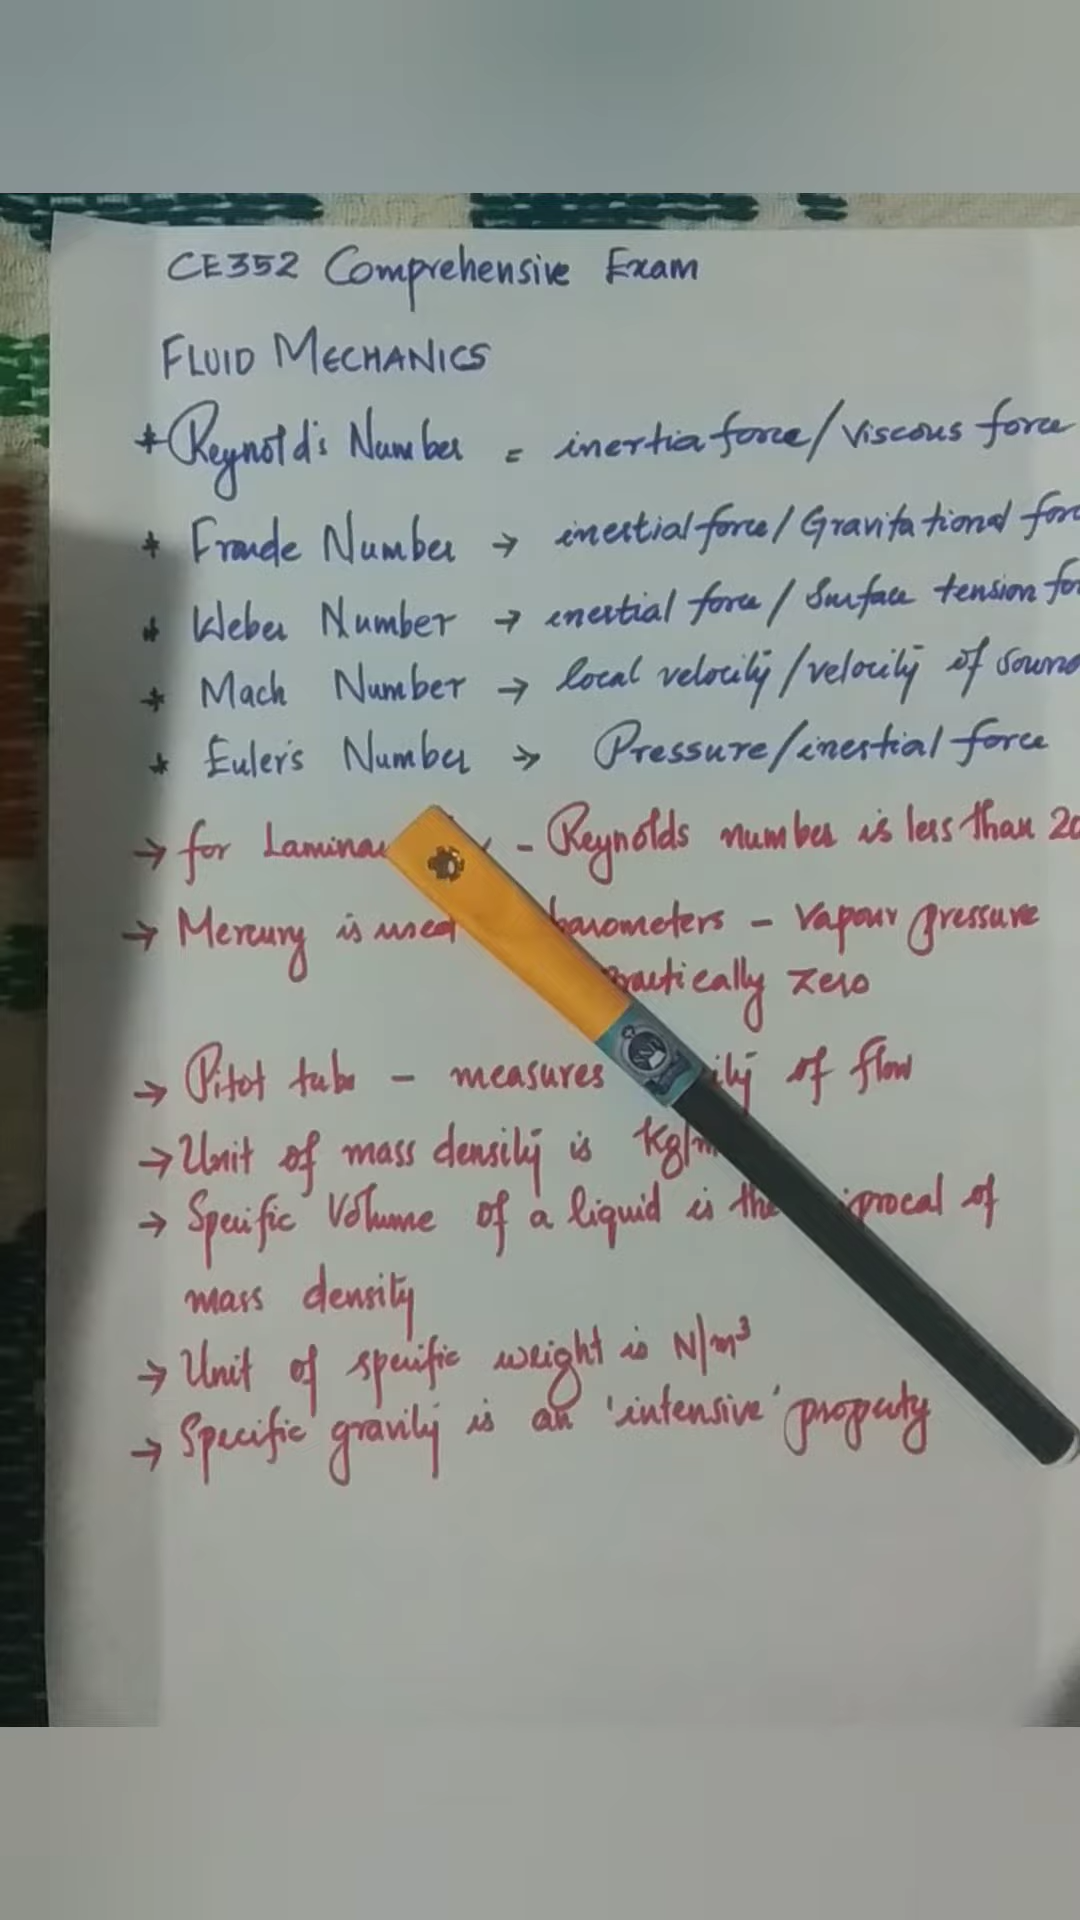 CE352 Comprehensive Exam
FLUID MECHANICS
* Reynold's Number = inertia force/Viscous force
* Froude Number → inertial force/Gravitational
* Weber Number → inertial force/Surface tension
* Mach Number → local velocity/velocity of sound
* Euler's Number → Pressure/inertial force
→ for - Reynolds number is less than
→ Mercury is used barometers - Vapour pressure
zero
→ Pitot tube - measures of flow
→ Unit of mass density is
→ Specific Volume of a liquid is of
mass density
→ Unit of specific weight is N/m³
→ Specific gravity is an 'intensive' property